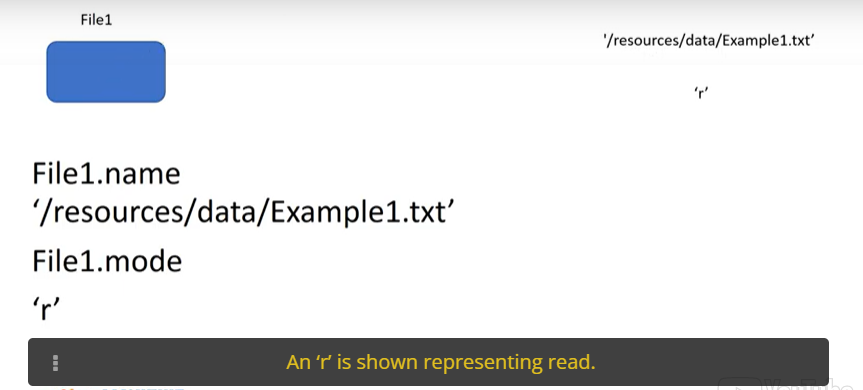 File1
'/resources/data/Example1.txt’
‘r’
File1.name
‘/resources/data/Example1.txt’
File1.mode
‘r’
An ‘r’ is shown representing read.